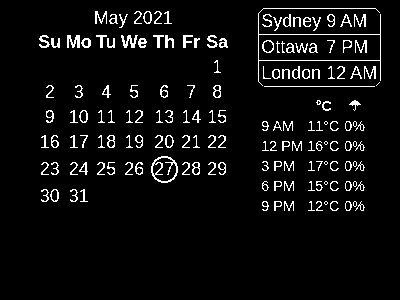 May 2021
Su Mo Tu We Th Fr Sa
1
2 3 4 5 6 7 8
9 10 11 12 13 14 15
16 17 18 19 20 21 22
23 24 25 26 27 28 29
30 31
Sydney 9 AM
Ottawa 7 PM
London 12 AM
°C ☂
9 AM 11°C 0%
12 PM 16°C 0%
3 PM 17°C 0%
6 PM 15°C 0%
9 PM 12°C 0%